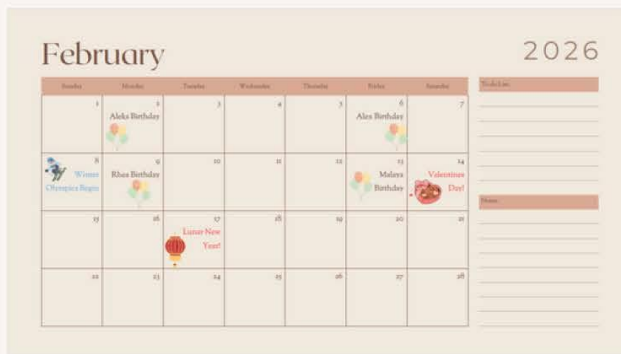 February
2026
Sunday Monday Tuesday Wednesday Thursday Friday Saturday
To do List:
1 2 3 4 5 6 7
Aleks Birthday
Alex Birthday
8 9 10 11 12 13 14
Winter
Olympics Begin
Rhea Birthday
Malaya
Birthday
Valentines
Day!
Notes:
15 16 17 18 19 20 21
Lunar New
Year!
22 23 24 25 26 27 28